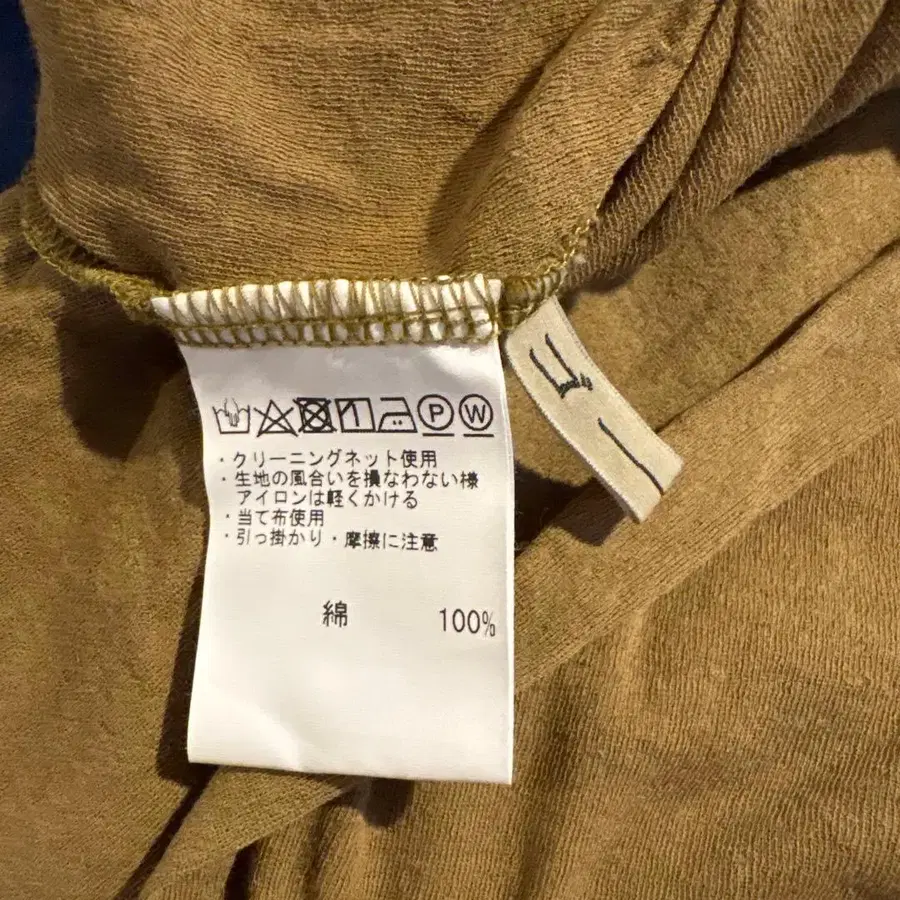 P W
・クリーニングネット使用
・生地の風合いを損なわない様
アイロンは軽くかける
・当て布使用
・引っ掛かり・摩擦に注意
綿 100%